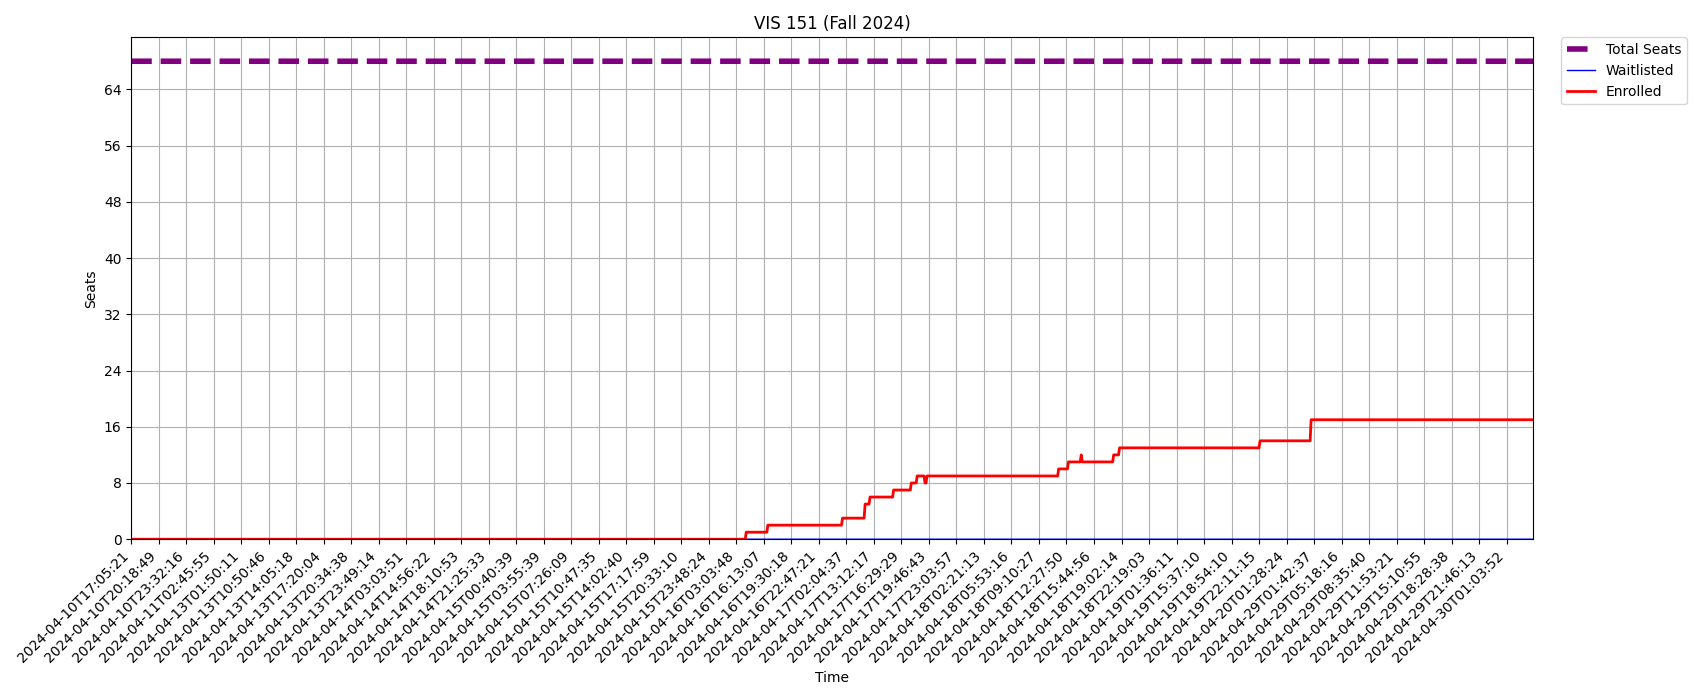 VIS 151 (Fall 2024)
Total Seats
Waitlisted
Enrolled
Seats
64
56
48
40
32
24
16
8
0
2024-04-10T17:05:21
2024-04-10T20:18:49
2024-04-10T23:32:16
2024-04-11T02:45:55
2024-04-13T01:50:11
2024-04-13T10:50:46
2024-04-13T14:05:18
2024-04-13T17:20:04
2024-04-13T20:34:38
2024-04-13T23:49:14
2024-04-14T03:03:51
2024-04-14T14:56:22
2024-04-14T18:10:53
2024-04-14T21:25:33
2024-04-15T00:40:39
2024-04-15T03:55:39
2024-04-15T07:26:09
2024-04-15T10:47:35
2024-04-15T14:02:40
2024-04-15T17:17:59
2024-04-15T20:33:10
2024-04-15T23:48:24
2024-04-16T03:03:48
2024-04-16T16:13:07
2024-04-16T19:30:18
2024-04-16T22:47:21
2024-04-17T02:04:37
2024-04-17T13:12:17
2024-04-17T16:29:29
2024-04-17T19:46:43
2024-04-17T23:03:57
2024-04-18T02:21:13
2024-04-18T05:53:16
2024-04-18T09:10:27
2024-04-18T12:27:50
2024-04-18T15:44:56
2024-04-18T19:02:14
2024-04-18T22:19:03
2024-04-19T01:36:11
2024-04-19T15:37:10
2024-04-19T18:54:10
2024-04-19T22:11:15
2024-04-20T01:28:24
2024-04-29T01:42:37
2024-04-29T05:18:16
2024-04-29T08:35:40
2024-04-29T11:53:21
2024-04-29T15:10:55
2024-04-29T18:28:38
2024-04-29T21:46:13
2024-04-30T01:03:52
Time